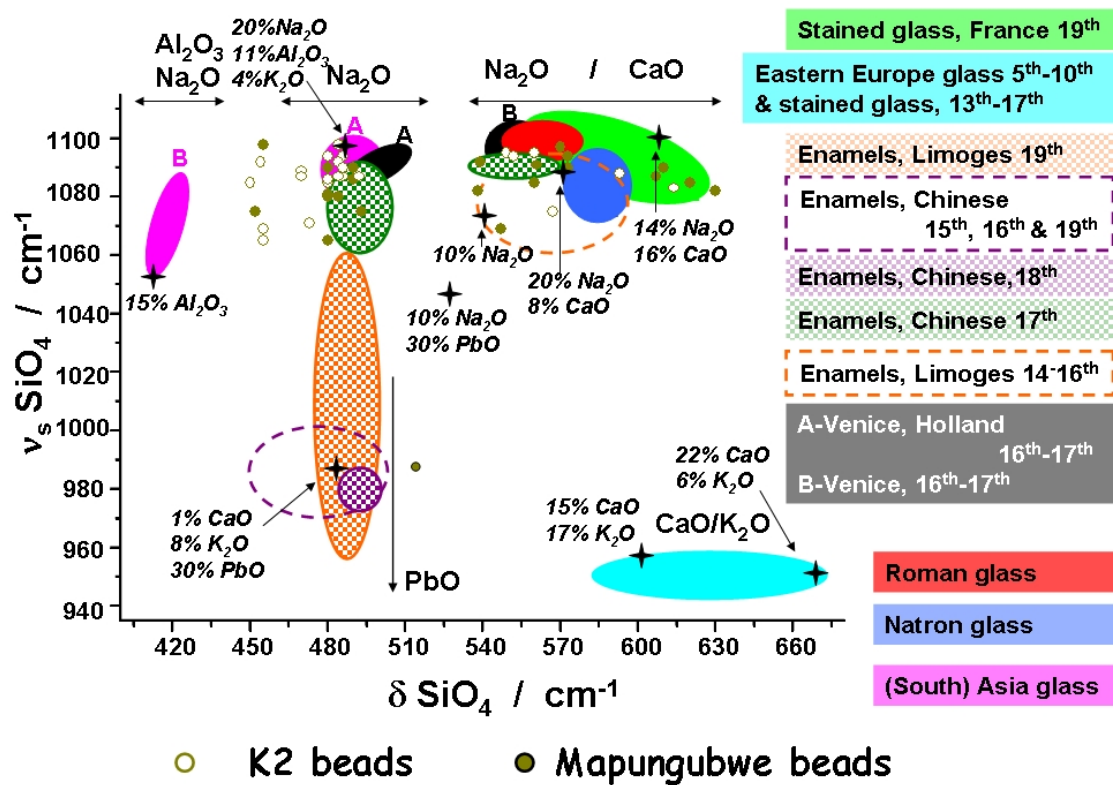 Al₂O₃
Na₂O
20%Na₂O
11%Al₂O₃
4%K₂O
Na₂O
Na₂O / CaO
B
A
A
B
15% Al₂O₃
10% Na₂O
14% Na₂O
16% CaO
20% Na₂O
8% CaO
10% Na₂O
30% PbO
1% CaO
8% K₂O
30% PbO
PbO
15% CaO
17% K₂O
22% CaO
6% K₂O
CaO/K₂O
1100
1080
1060
1040
1020
1000
980
960
940
νs SiO₄ / cm⁻¹
420 450 480 510 540 570 600 630 660
δ SiO₄ / cm⁻¹
Stained glass, France 19th
Eastern Europe glass 5th-10th
& stained glass, 13th-17th
Enamels, Limoges 19th
Enamels, Chinese
15th, 16th & 19th
Enamels, Chinese,18th
Enamels, Chinese 17th
Enamels, Limoges 14-16th
A-Venice, Holland
16th-17th
B-Venice, 16th-17th
Roman glass
Natron glass
(South) Asia glass
K2 beads
Mapungubwe beads